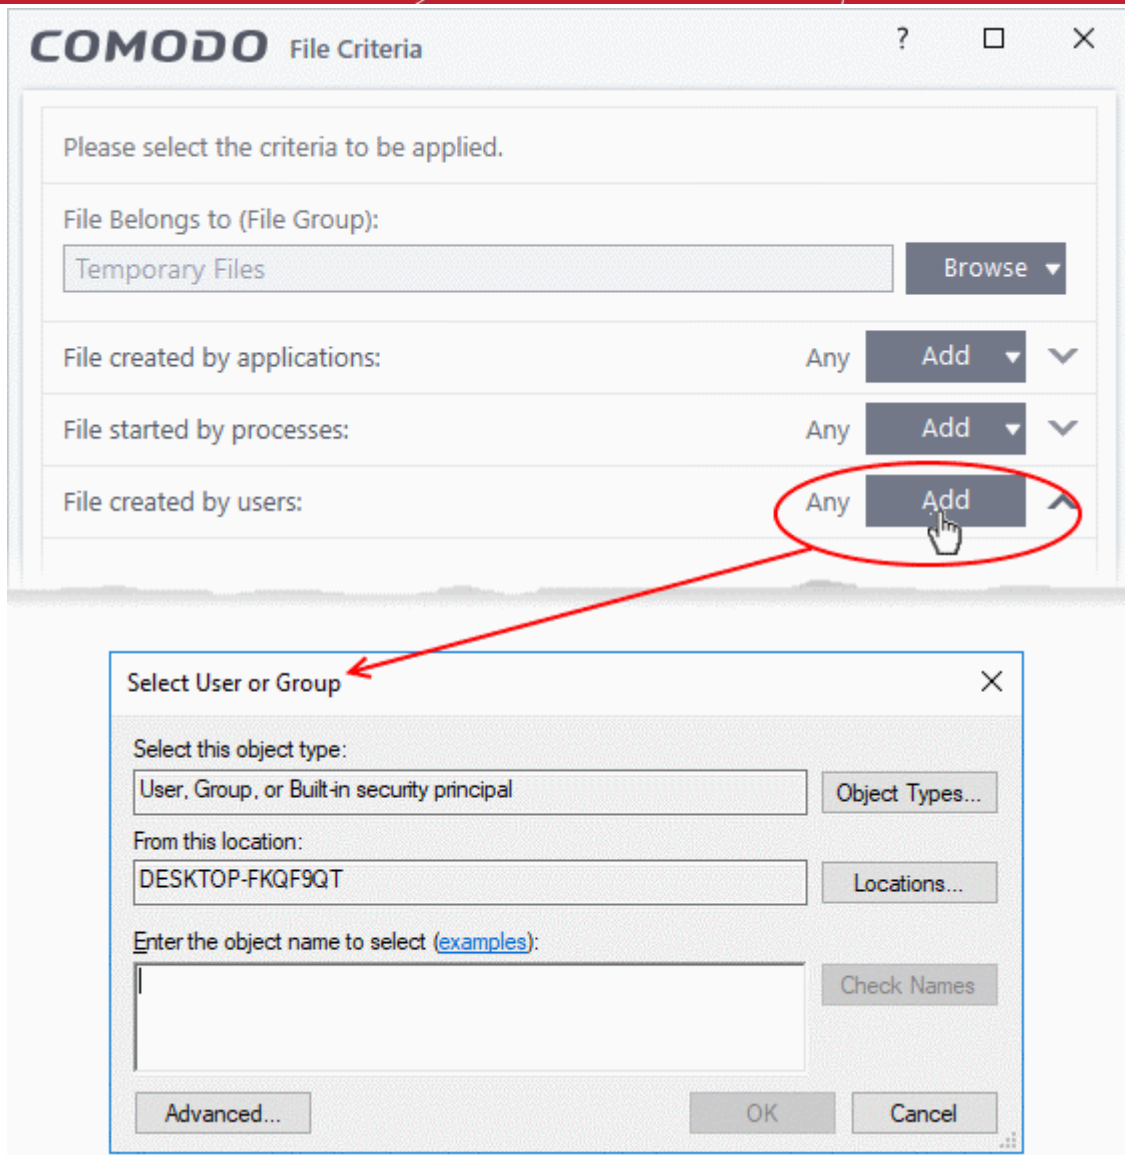 COMODO File Criteria ?
Please select the criteria to be applied.
File Belongs to (File Group):
Temporary Files Browse
File created by applications: Any Add
File started by processes: Any Add
File created by users: Any Add
Select User or Group
Select this object type:
User, Group, or Built-in security principal Object Types...
From this location:
DESKTOP-FKQF9QT Locations...
Enter the object name to select (examples):
Check Names
Advanced... OK Cancel